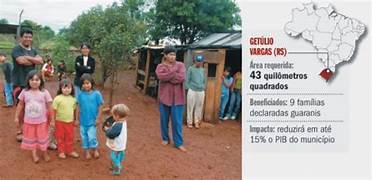 GETÚLIO
VARGAS (RS)
Área requerida:
43 quilômetros
quadrados
Beneficiados: 9 famílias
declaradas guaranis
Impacto: reduzirá em até
15% o PIB do município